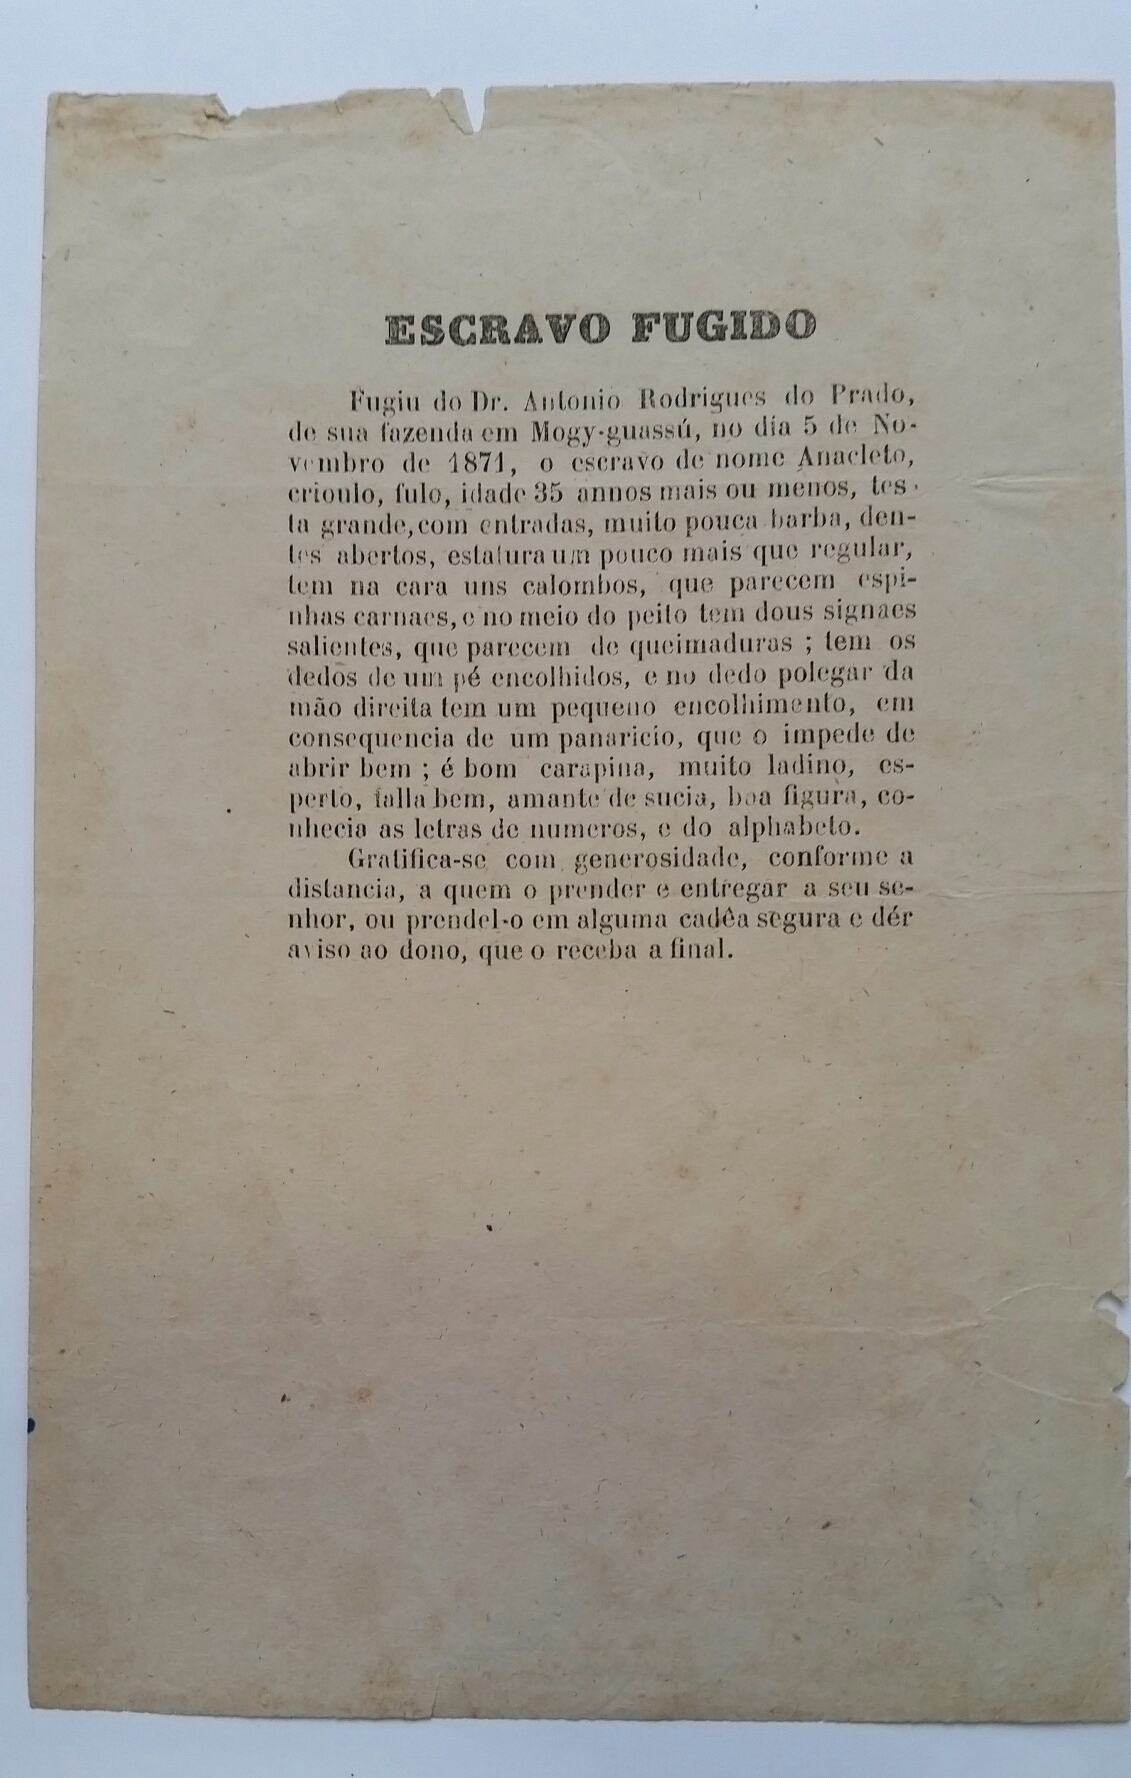 ESCRAVO FUGIDO
Fugiu do Dr. Antonio Rodrigues do Prado,
de sua fazenda em Mogy-guassú, no dia 5 de No-
vembro de 1871, o escravo de nome Anacleto,
crioulo, fulo, idade 35 annos mais ou menos, tes-
ta grande, com entradas, muito pouca barba, den-
tes abertos, estatura um pouco mais que regular,
tem na cara uns calombos, que parecem espi-
nhas carnaes, e no meio do peito tem dous signaes
salientes, que parecem de queimaduras ; tem os
dedos de um pé encolhidos, e no dedo polegar da
mão direita tem um pequeno encolhimento, em
consequencia de um panaricio, que o impede de
abrir bem ; é bom carapina, muito ladino, es-
perto, falla bem, amante de sucia, boa figura, co-
nhecia as letras de numeros, e do alphabeto.
Gratifica-se com generosidade, conforme a
distancia, a quem o prender e entregar a seu se-
nhor, ou prendel-o em alguma cadêa segura e dér
aviso ao dono, que o receba a final.